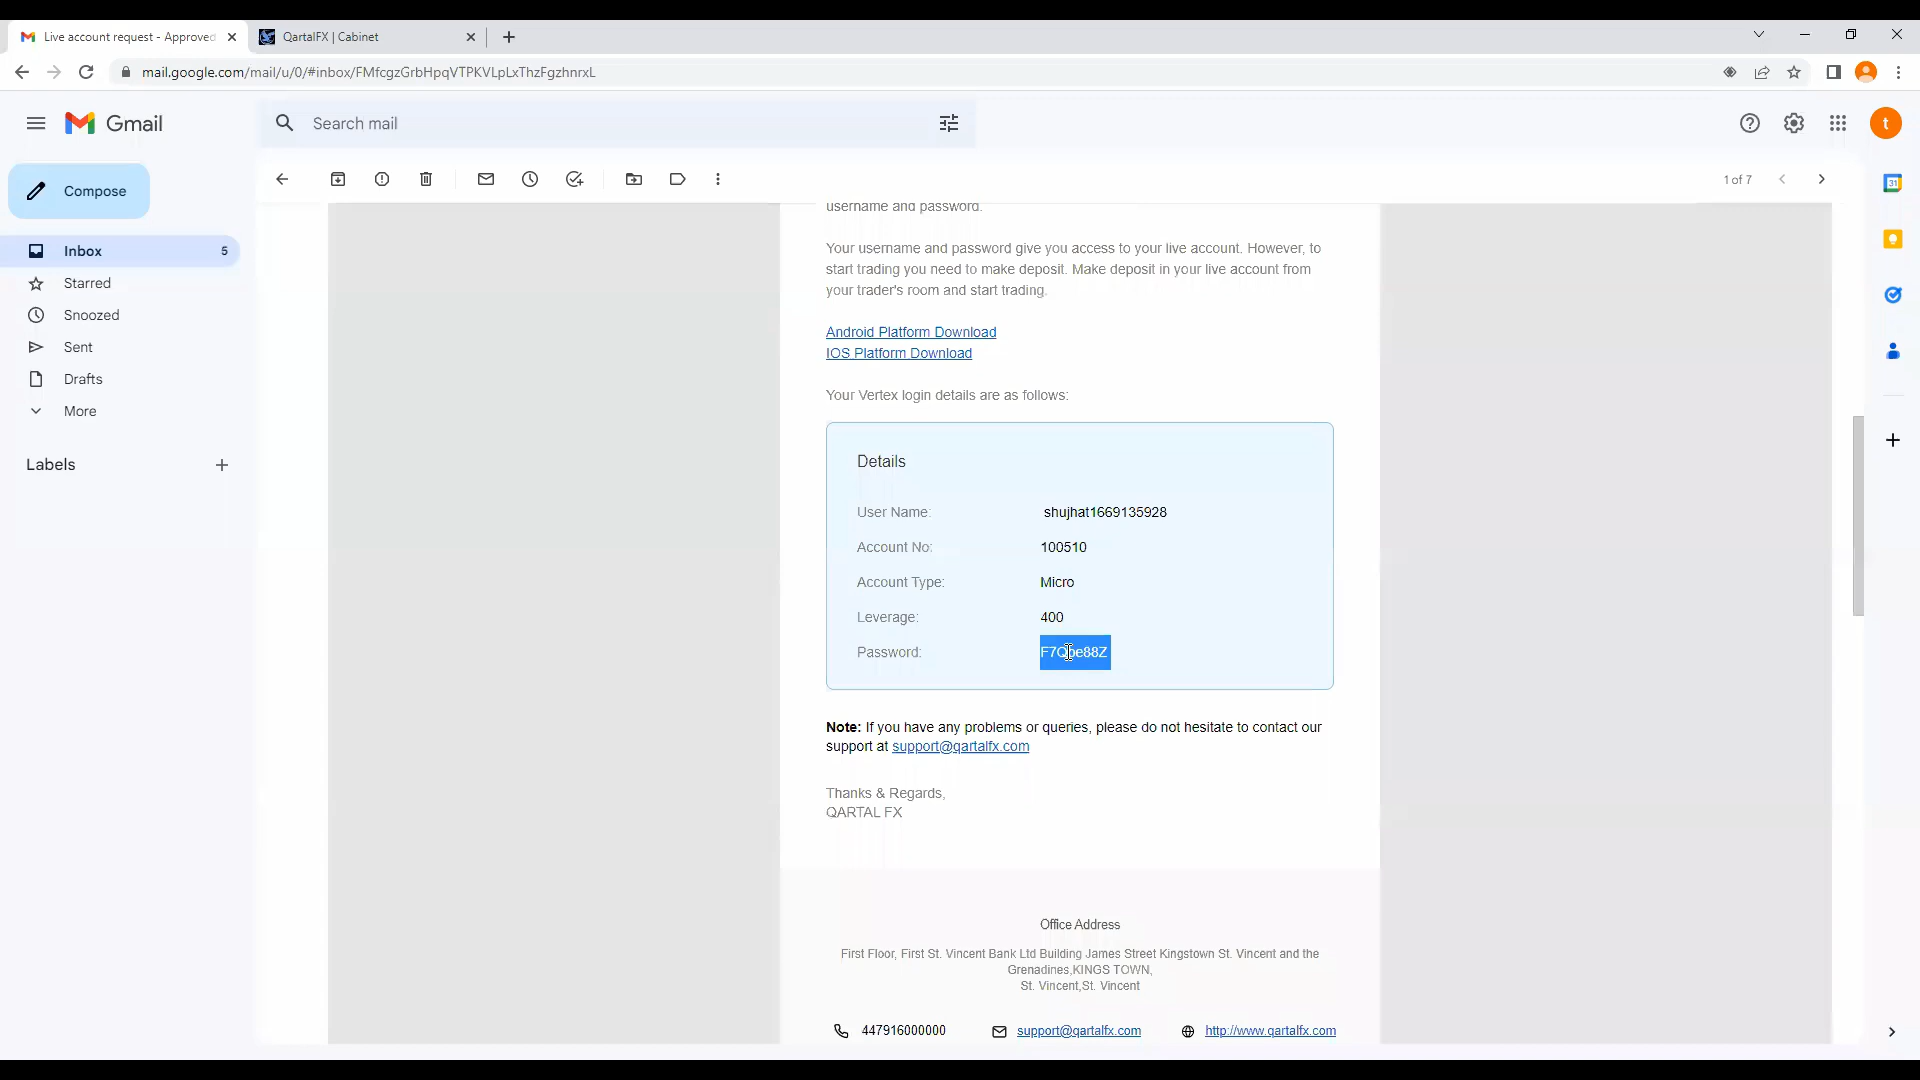 Live account request - Approved
QartalFX | Cabinet
mail.google.com/mail/u/0/#inbox/FMfcgzGrbHpqVTPKVLpLxThzFgzhnrxL
Gmail
Search mail
t
Compose
1 of 7
Inbox 5
Starred
Snoozed
Sent
Drafts
More
Labels
31
username and password.
Your username and password give you access to your live account. However, to
start trading you need to make deposit. Make deposit in your live account from
your trader's room and start trading.
Android Platform Download
IOS Platform Download
Your Vertex login details are as follows:
Details
User Name: shujhat1669135928
Account No: 100510
Account Type: Micro
Leverage: 400
Password:
Note: If you have any problems or queries, please do not hesitate to contact our
support at support@qartalfx.com
Thanks & Regards,
QARTAL FX
Office Address
First Floor, First St. Vincent Bank Ltd Building James Street Kingstown St. Vincent and the
Grenadines,KINGS TOWN,
St. Vincent,St. Vincent
447916000000 support@qartalfx.com http://www.qartalfx.com